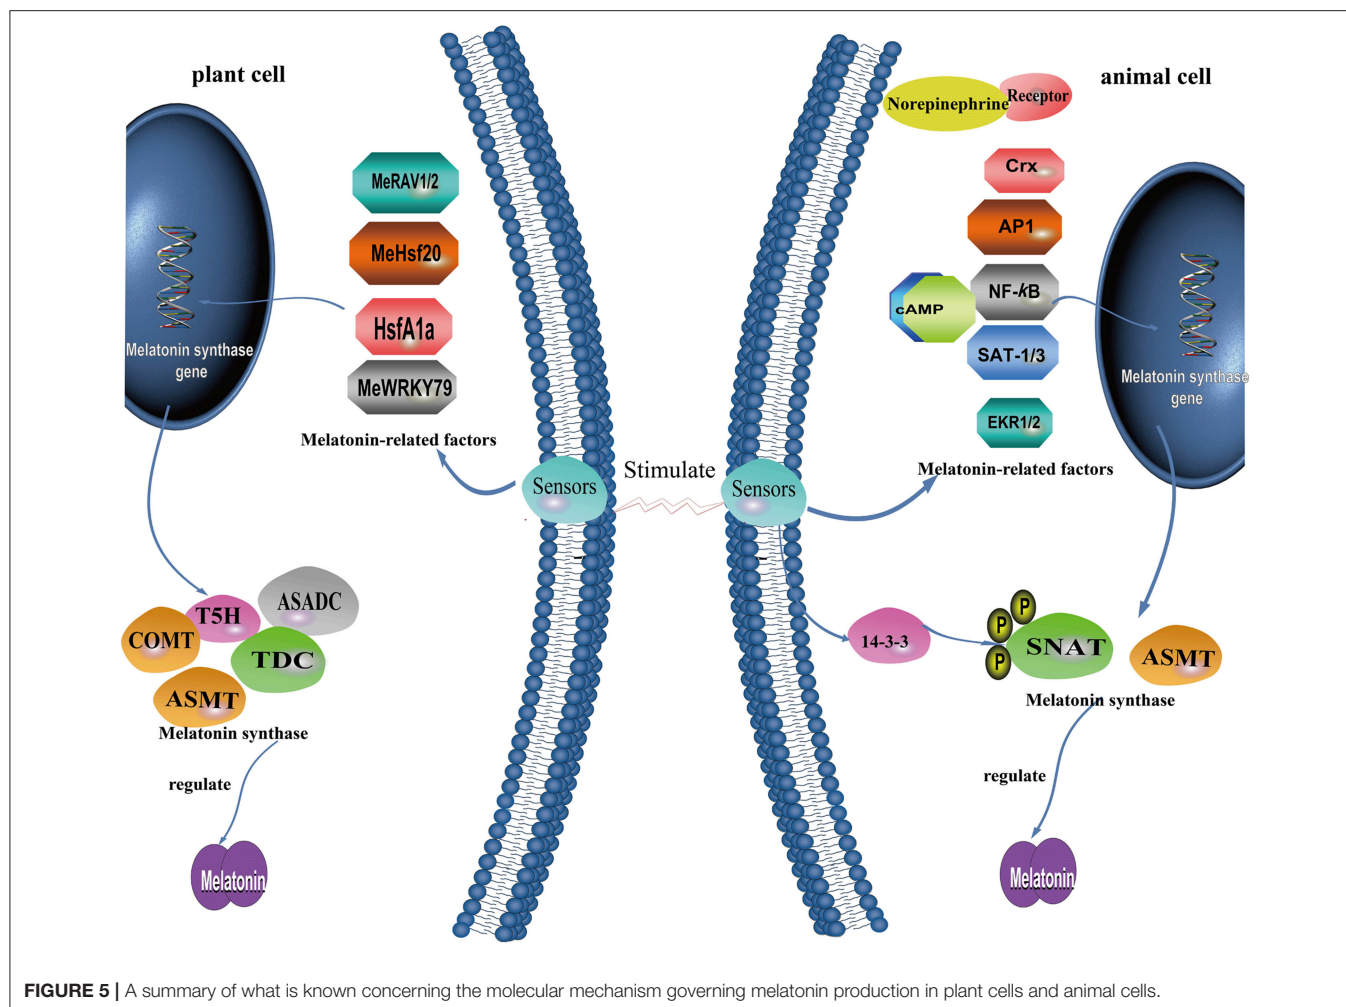 plant cell
MeRAV1/2
MeHsf20
HsfA1a
MeWRKY79
Melatonin synthase
gene
Melatonin-related factors
Sensors
Stimulate
Sensors
T5H
ASADC
COMT
TDC
ASMT
Melatonin synthase
regulate
Melatonin
animal cell
Norepinephrine
Receptor
Crx
AP1
NF-kB
cAMP
SAT-1/3
EKR1/2
Melatonin synthase
gene
Melatonin-related factors
14-3-3
P
P
P
SNAT
ASMT
Melatonin synthase
regulate
Melatonin
FIGURE 5 | A summary of what is known concerning the molecular mechanism governing melatonin production in plant cells and animal cells.